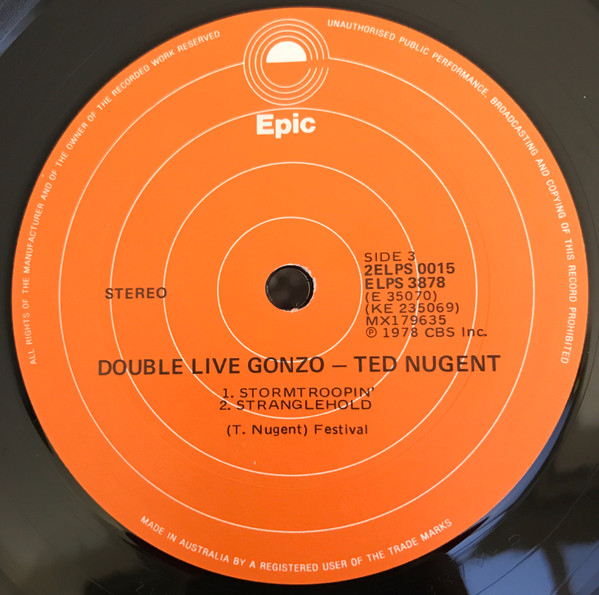 ALL RIGHTS OF THE MANUFACTURER AND OF THE OWNER OF THE RECORDED WORK RESERVED
UNAUTHORISED PUBLIC PERFORMANCE, BROADCASTING AND COPYING OF THIS RECORD PROHIBITED
Epic
STEREO
SIDE 3
2ELPS 0015
ELPS 3878
(E 35070)
(KE 235069)
MX179635
℗ 1978 CBS Inc.
DOUBLE LIVE GONZO — TED NUGENT
1. STORMTROOPIN'
2. STRANGLEHOLD
(T. Nugent) Festival
MADE IN AUSTRALIA BY A REGISTERED USER OF THE TRADE MARKS